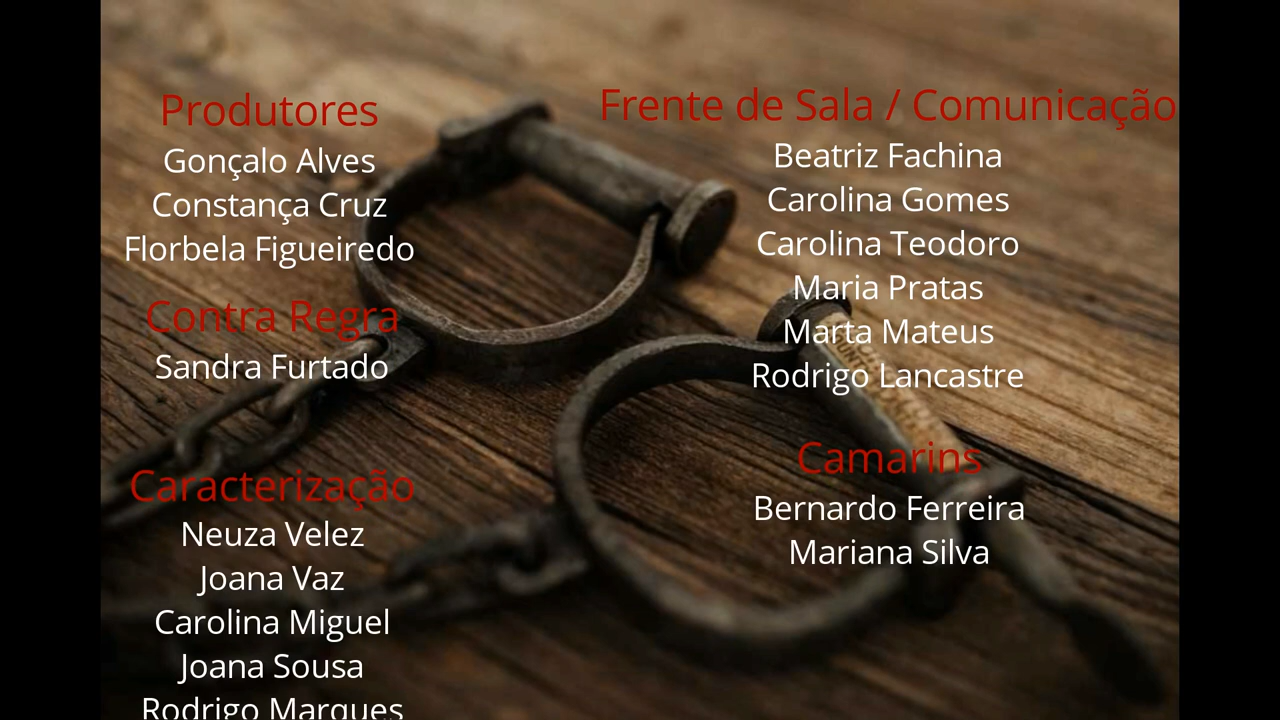 Produtores
Gonçalo Alves
Constança Cruz
Florbela Figueiredo
Contra Regra
Sandra Furtado
Caracterização
Neuza Velez
Joana Vaz
Carolina Miguel
Joana Sousa
Rodrigo Marques
Frente de Sala / Comunicação
Beatriz Fachina
Carolina Gomes
Carolina Teodoro
Maria Pratas
Marta Mateus
Rodrigo Lancastre
Camarins
Bernardo Ferreira
Mariana Silva